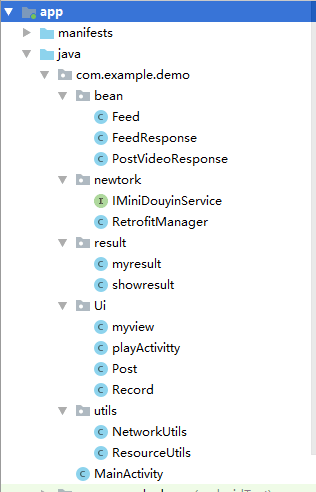 app
manifests
java
com.example.demo
bean
Feed
FeedResponse
PostVideoResponse
newtork
IMiniDouyinService
RetrofitManager
result
myresult
showresult
Ui
myview
playActivitty
Post
Record
utils
NetworkUtils
ResourceUtils
MainActivity